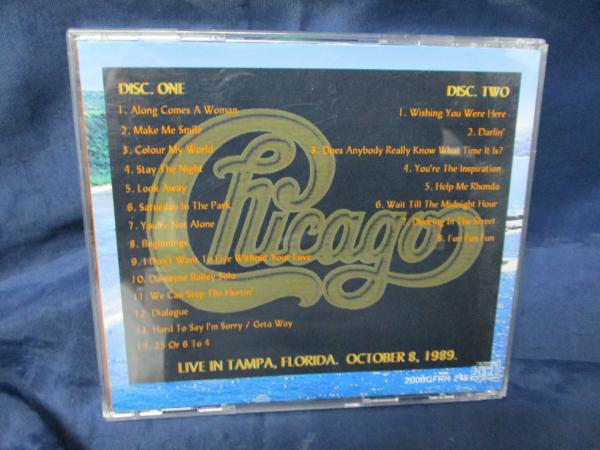 DISC. ONE
1. Along Comes A Woman
2. Make Me Smile
3. Colour My World
4. Stay The Night
5. Look Away
6. Saturday In The Park
7. You're Not Alone
8. Beginnings
9. I Don't Want To Live Without Your Love
10. Dawayne Bailey Solo
11. We Can Stop The Hurtin'
12. Dialogue
13. Hard To Say I'm Sorry / Geta Way
14. 25 Or 6 To 4
DISC. TWO
1. Wishing You Were Here
2. Darlin'
3. Does Anybody Really Know What Time It Is?
4. You're The Inspiration
5. Help Me Rhonda
6. Wait Till The Midnight Hour
7. Dancing In The Street
8. Fun Fun Fun
Chicago
LIVE IN TAMPA, FLORIDA. OCTOBER 8, 1989.